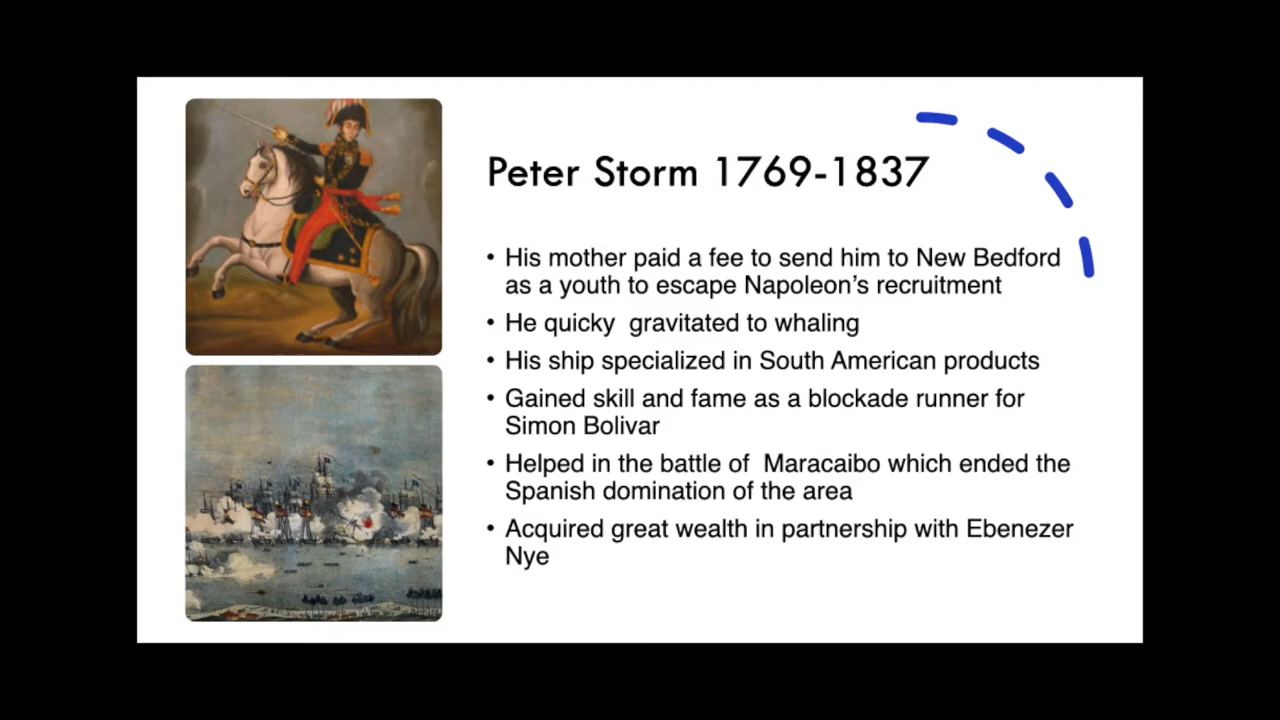 Peter Storm 1769-1837
• His mother paid a fee to send him to New Bedford
as a youth to escape Napoleon’s recruitment
• He quicky  gravitated to whaling
• His ship specialized in South American products
• Gained skill and fame as a blockade runner for
Simon Bolivar
• Helped in the battle of  Maracaibo which ended the
Spanish domination of the area
• Acquired great wealth in partnership with Ebenezer
Nye